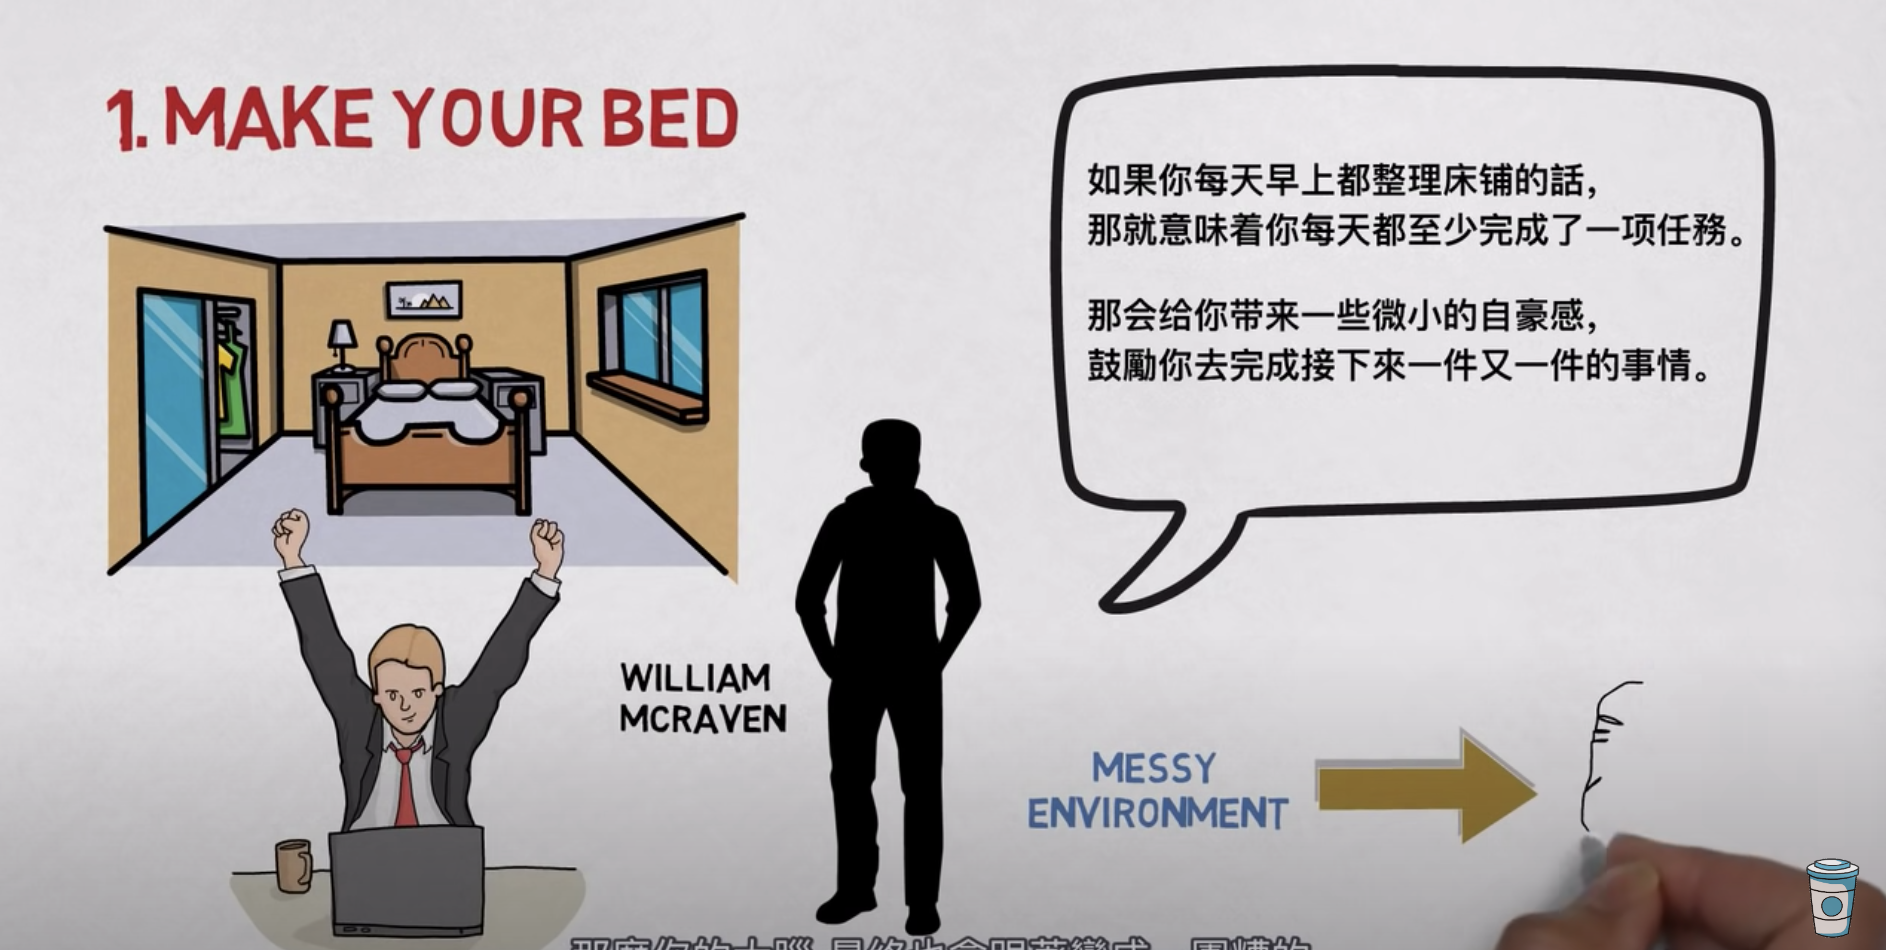 1. MAKE YOUR BED
如果你每天早上都整理床铺的話，
那就意味着你每天都至少完成了一项任務。
那会给你带来一些微小的自豪感，
鼓勵你去完成接下來一件又一件的事情。
WILLIAM
MCRAVEN
MESSY
ENVIRONMENT